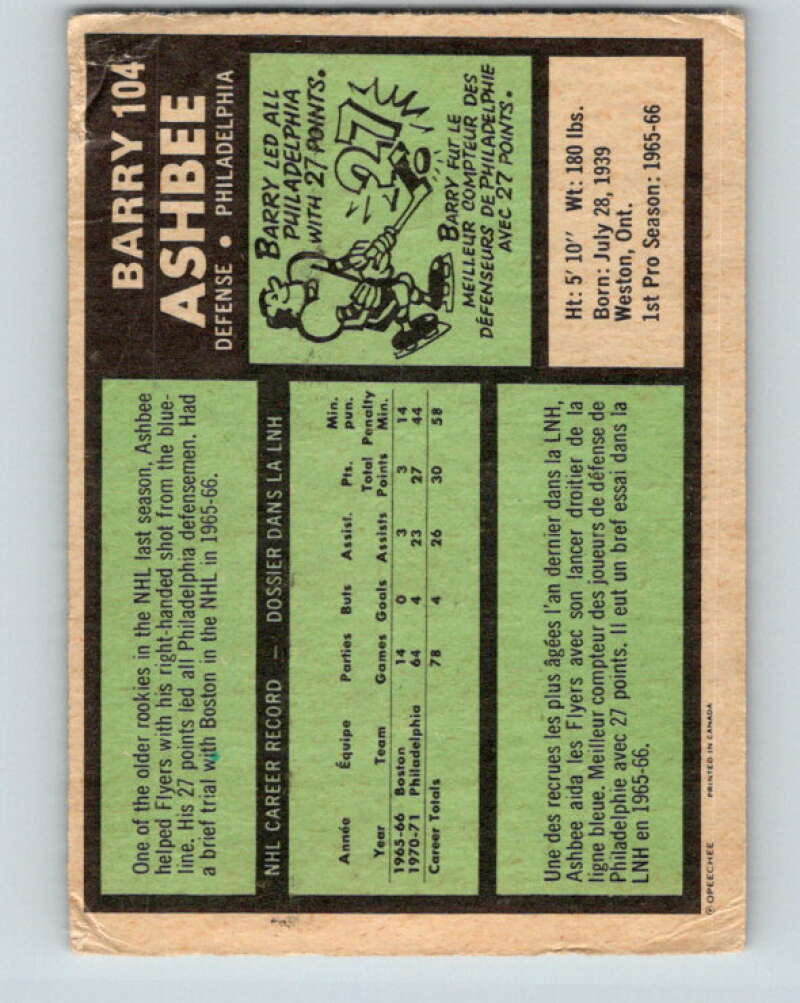 BARRY 104
ASHBEE
DEFENSE • PHILADELPHIA
One of the older rookies in the NHL last season, Ashbee
helped Flyers with his right-handed shot from the blue-
line. His 27 points led all Philadelphia defensemen. Had
a brief trial with Boston in the NHL in 1965-66.
BARRY LED ALL
PHILADELPHIA
WITH 27 POINTS.
27
BARRY FUT LE
MEILLEUR COMPTEUR DES
DÉFENSEURS DE PHILADELPHIE
AVEC 27 POINTS.
NHL CAREER RECORD — DOSSIER DANS LA LNH
Année Équipe Parties Buts Assist. Pts. Min. pun.
Year Team Games Goals Assists Total Points Penalty Min.
1965-66 Boston 14 0 3 3 14
1970-71 Philadelphia 64 4 23 27 44
Career Totals 78 4 26 30 58
Ht: 5' 10" Wt: 180 lbs.
Born: July 28, 1939
Weston, Ont.
1st Pro Season: 1965-66
Une des recrues les plus âgées l'an dernier dans la LNH,
Ashbee aida les Flyers avec son lancer droitier de la
ligne bleue. Meilleur compteur des joueurs de défense de
Philadelphie avec 27 points. Il eut un bref essai dans la
LNH en 1965-66.
© OPEECHEE PRINTED IN CANADA